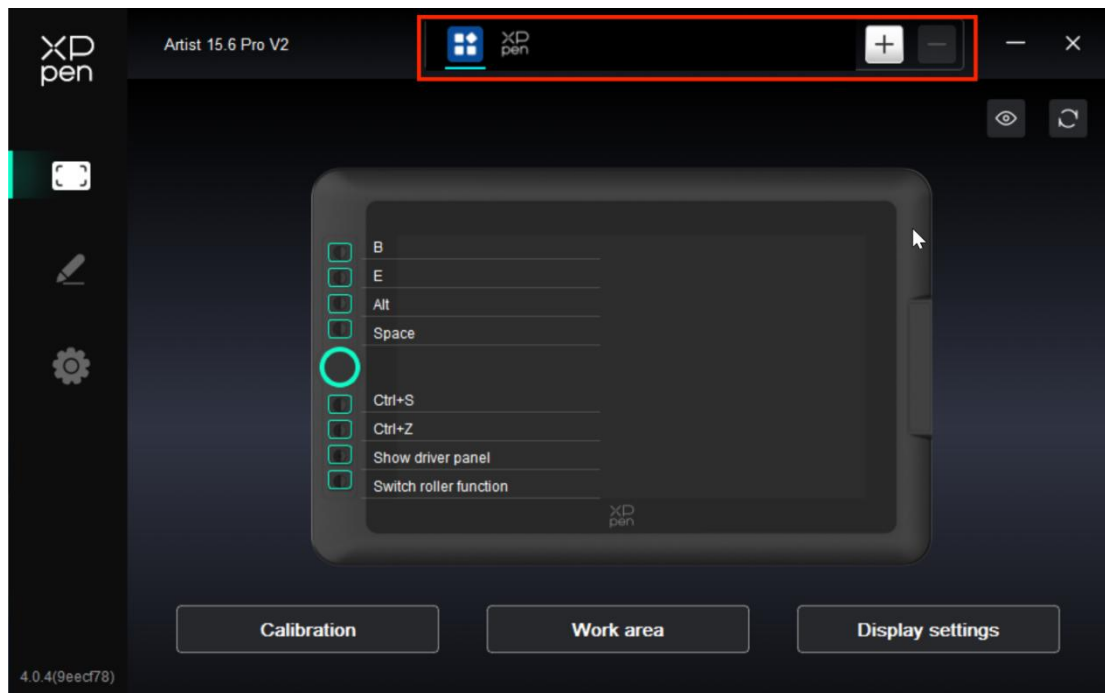 XP
pen
Artist 15.6 Pro V2
XP
pen
B
E
Alt
Space
Ctrl+S
Ctrl+Z
Show driver panel
Switch roller function
XP
pen
Calibration
Work area
Display settings
4.0.4(9eecf78)